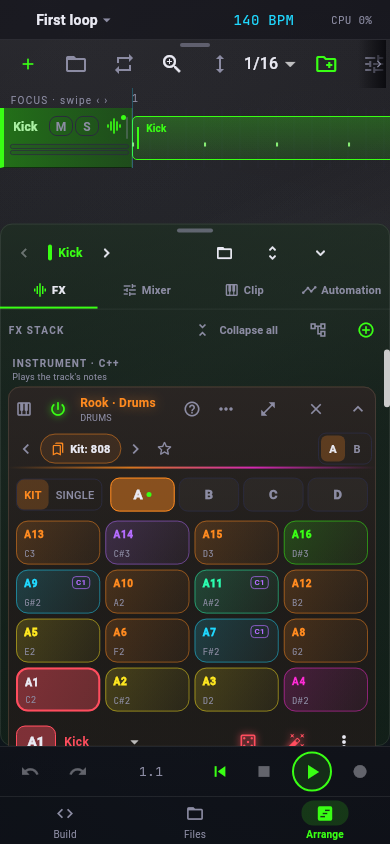 First loop
140 BPM
CPU 0%
1/16
FOCUS · swipe ‹ ›
1
Kick
M
S
Kick
Kick
FX
Mixer
Clip
Automation
FX STACK
Collapse all
INSTRUMENT · C++
Plays the track's notes
Rook · Drums
DRUMS
Kit: 808
A
B
KIT
SINGLE
A
B
C
D
A13
C3
A14
C#3
A15
D3
A16
D#3
A9
C1
G#2
A10
A2
A11
C1
A#2
A12
B2
A5
E2
A6
F2
A7
C1
F#2
A8
G2
A1
C2
A2
C#2
A3
D2
A4
D#2
A1
Kick
1.1
Build
Files
Arrange